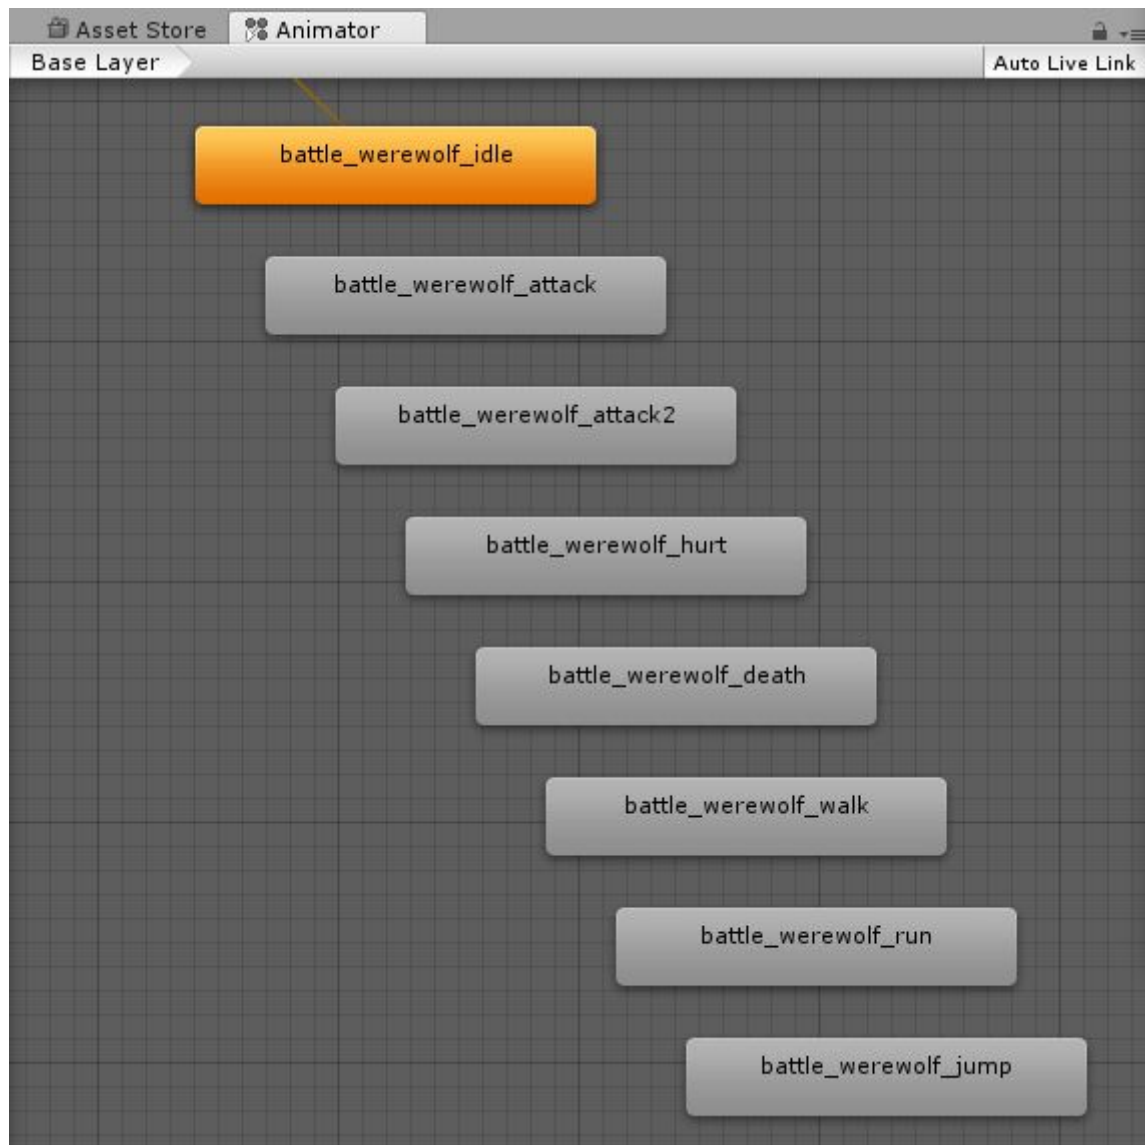 Asset Store Animator
Base Layer Auto Live Link
battle_werewolf_idle
battle_werewolf_attack
battle_werewolf_attack2
battle_werewolf_hurt
battle_werewolf_death
battle_werewolf_walk
battle_werewolf_run
battle_werewolf_jump